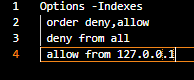 1 Options -Indexes
2 order deny,allow
3 deny from all
4 allow from 127.0.0.1